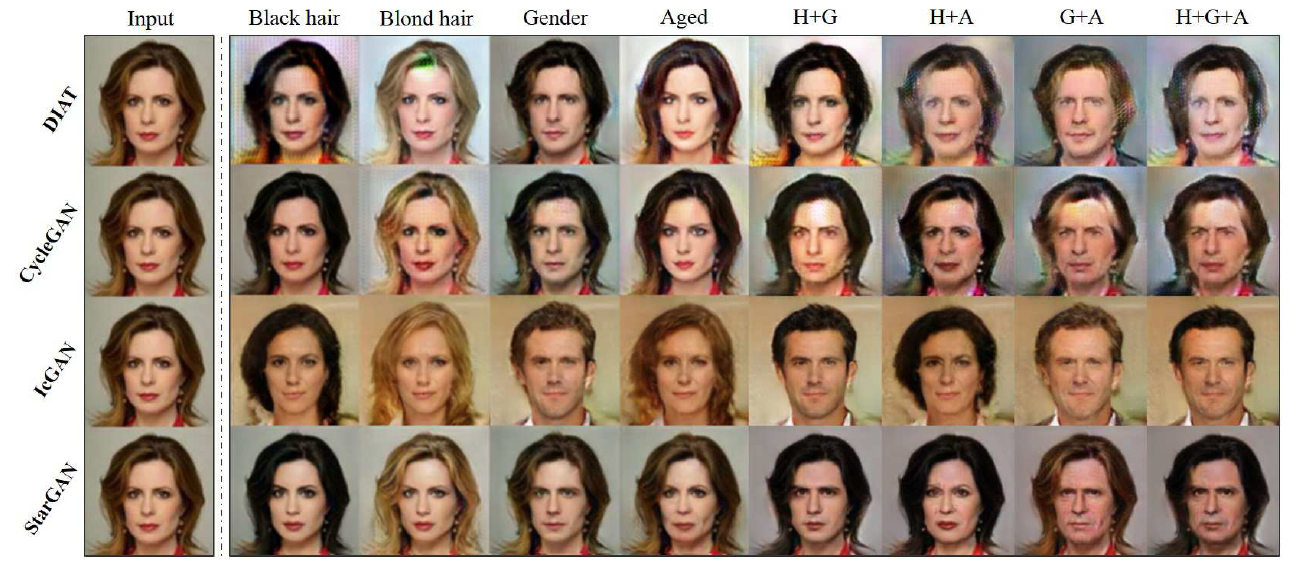 Input Black hair Blond hair Gender Aged H+G H+A G+A H+G+A
DIAT
CycleGAN
IcGAN
StarGAN